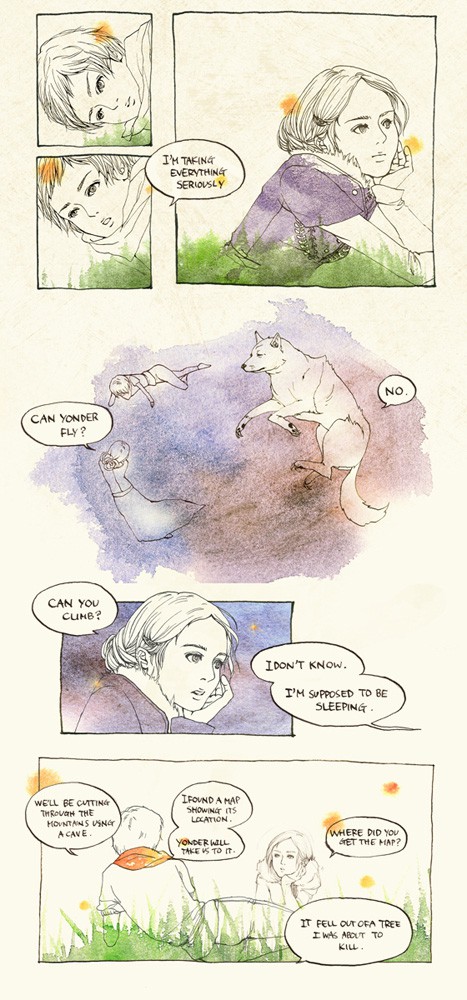 I'M TAKING
EVERYTHING
SERIOUSLY
NO.
CAN YONDER
FLY?
CAN YOU
CLIMB?
I DON'T KNOW.
I'M SUPPOSED TO BE
SLEEPING.
WE'LL BE CUTTING
THROUGH THE
MOUNTAINS USING
A CAVE.
I FOUND A MAP
SHOWING ITS
LOCATION.
YONDER WILL
TAKE US TO IT.
WHERE DID YOU
GET THE MAP?
IT FELL OUT OF A TREE
I WAS ABOUT TO
KILL.